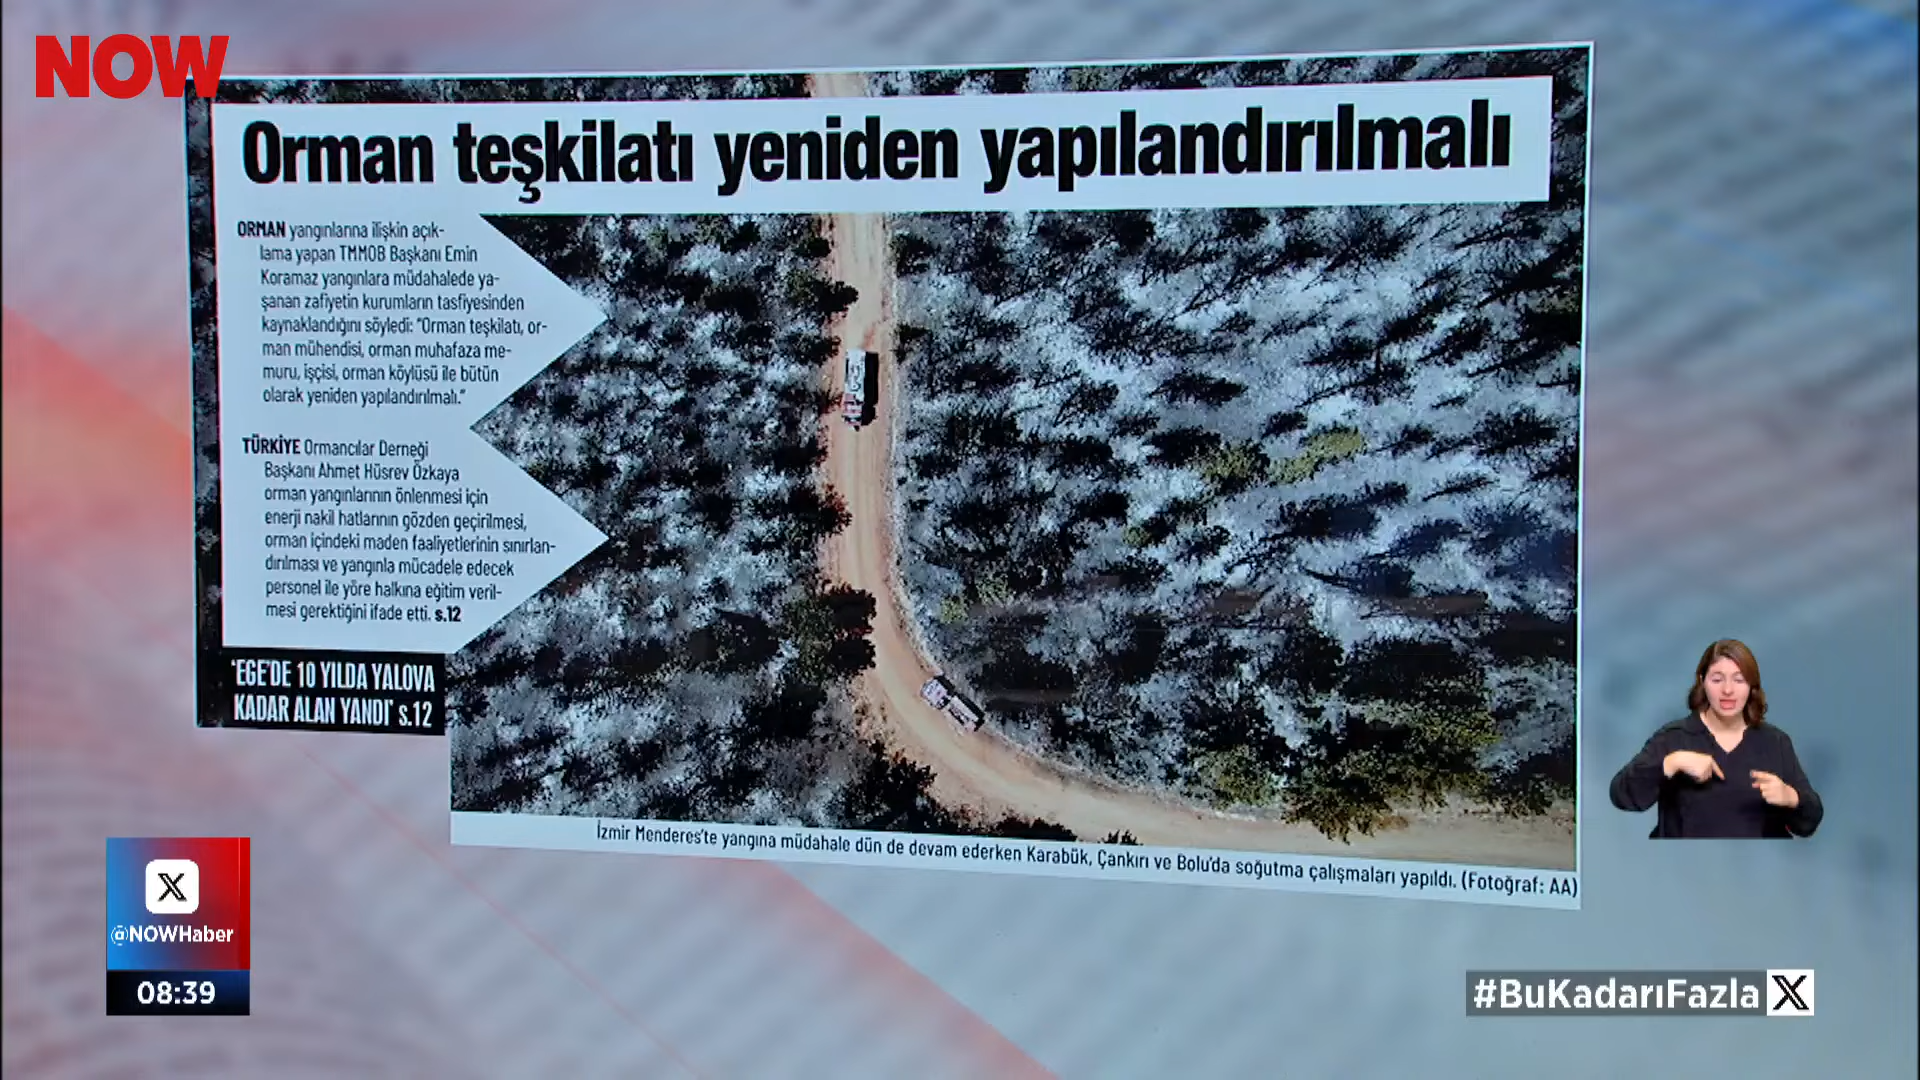 NOW
Orman teşkilatı yeniden yapılandırılmalı
ORMAN yangınlarına ilişkin açık-
lama yapan TMMOB Başkanı Emin
Koramaz yangınlara müdahalede ya-
şanan zafiyetin kurumların tasfiyesinden
kaynaklandığını söyledi: “Orman teşkilatı, or-
man mühendisi, orman muhafaza me-
muru, işçisi, orman köylüsü ile bütün
olarak yeniden yapılandırılmalı.”
TÜRKİYE Ormancılar Derneği
Başkanı Ahmet Hüsrev Özkaya
orman yangınlarının önlenmesi için
enerji nakil hatlarının gözden geçirilmesi,
orman içindeki maden faaliyetlerinin sınırlan-
dırılması ve yangınla mücadele edecek
personel ile yöre halkına eğitim veril-
mesi gerektiğini ifade etti. s.12
‘EGE’DE 10 YILDA YALOVA
KADAR ALAN YANDI’ s.12
İzmir Menderes’te yangına müdahale dün de devam ederken Karabük, Çankırı ve Bolu’da soğutma çalışmaları yapıldı. (Fotoğraf: AA)
@NOWHaber
08:39
#BuKadarıFazla X